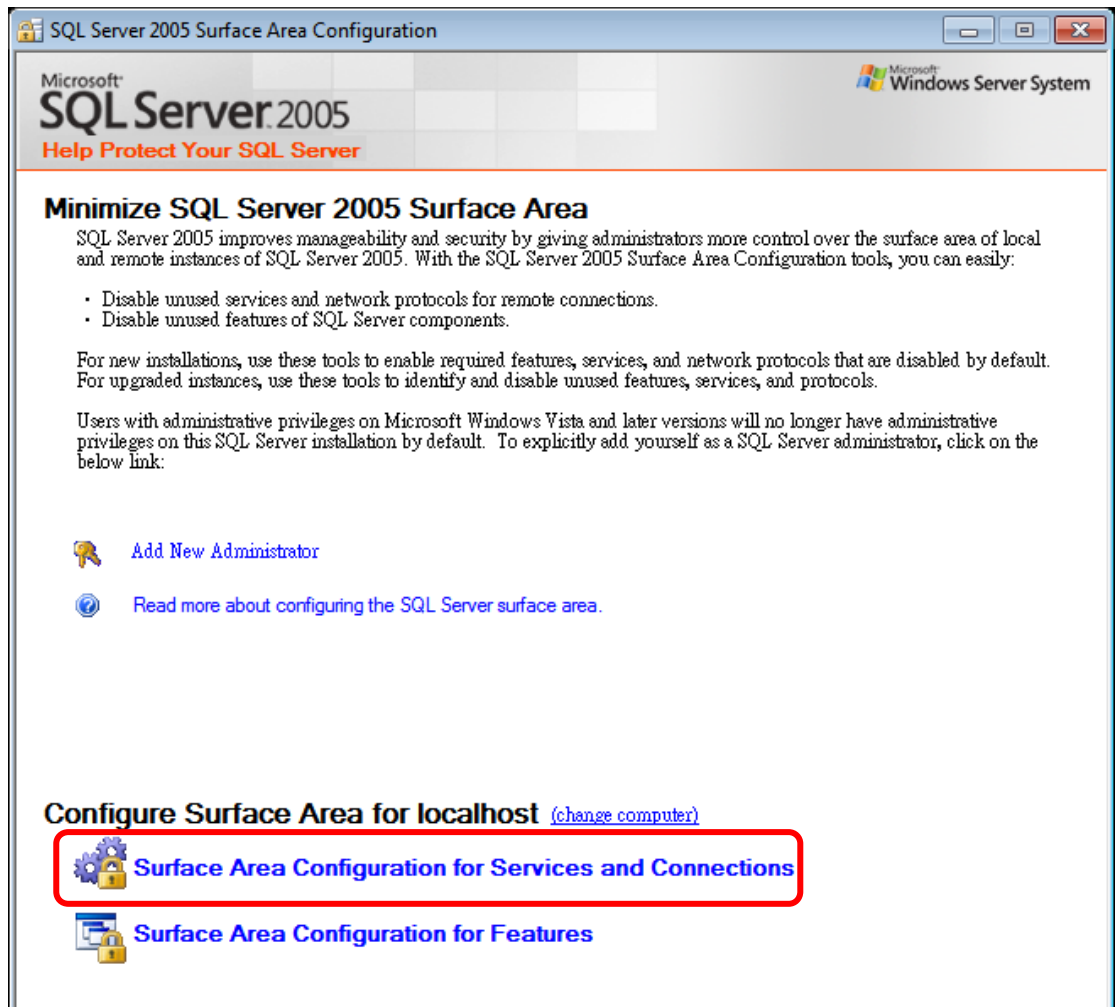 SQL Server 2005 Surface Area Configuration
Microsoft
SQL Server 2005
Help Protect Your SQL Server
Microsoft
Windows Server System
Minimize SQL Server 2005 Surface Area
SQL Server 2005 improves manageability and security by giving administrators more control over the surface area of local
and remote instances of SQL Server 2005. With the SQL Server 2005 Surface Area Configuration tools, you can easily:
• Disable unused services and network protocols for remote connections.
• Disable unused features of SQL Server components.
For new installations, use these tools to enable required features, services, and network protocols that are disabled by default.
For upgraded instances, use these tools to identify and disable unused features, services, and protocols.
Users with administrative privileges on Microsoft Windows Vista and later versions will no longer have administrative
privileges on this SQL Server installation by default. To explicitly add yourself as a SQL Server administrator, click on the
below link:
Add New Administrator
Read more about configuring the SQL Server surface area.
Configure Surface Area for localhost (change computer)
Surface Area Configuration for Services and Connections
Surface Area Configuration for Features